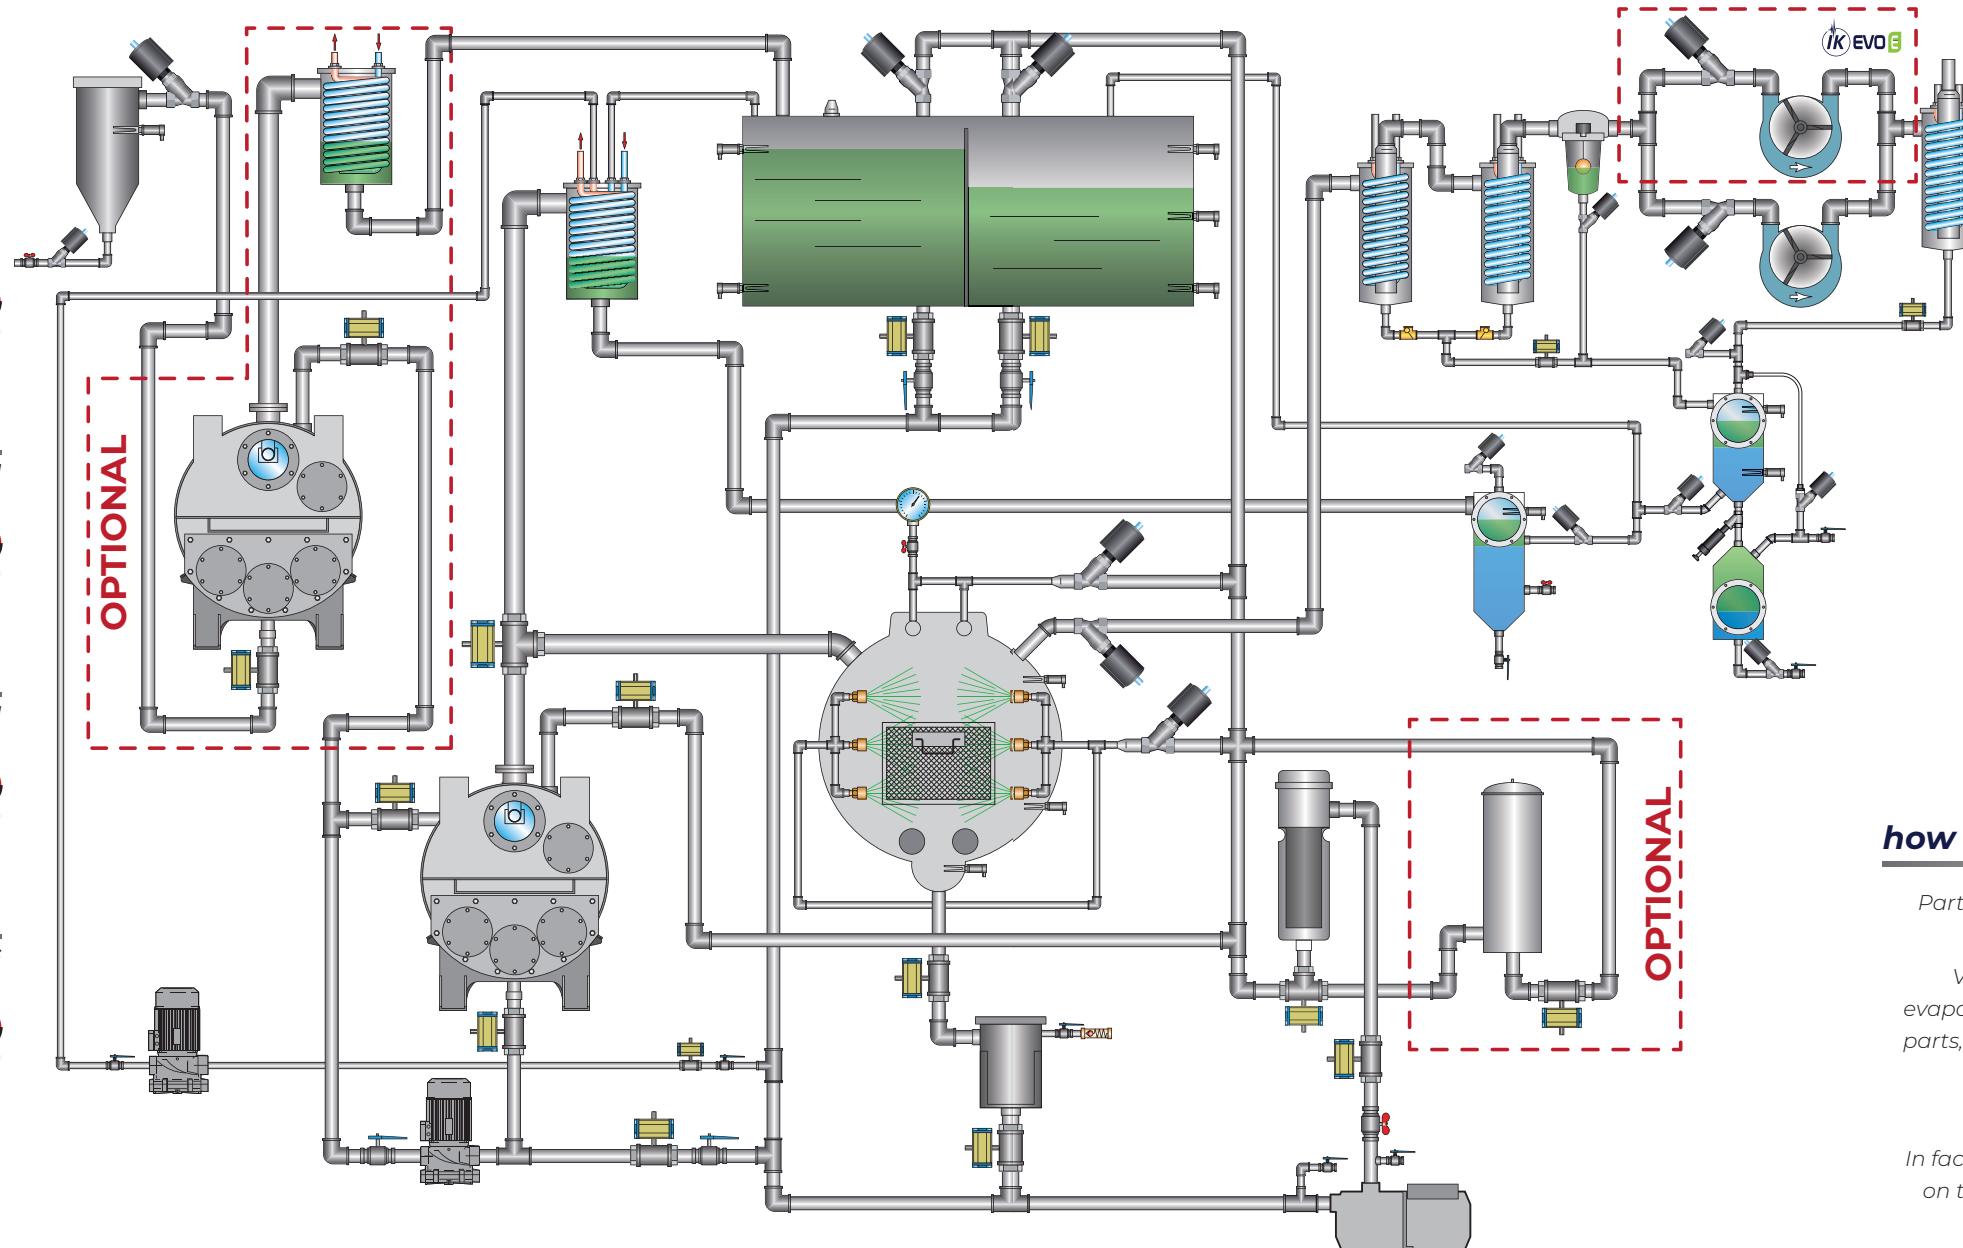 iK EVO E
OPTIONAL
OPTIONAL
how
Part
V
evapo
parts,
In fac
on t